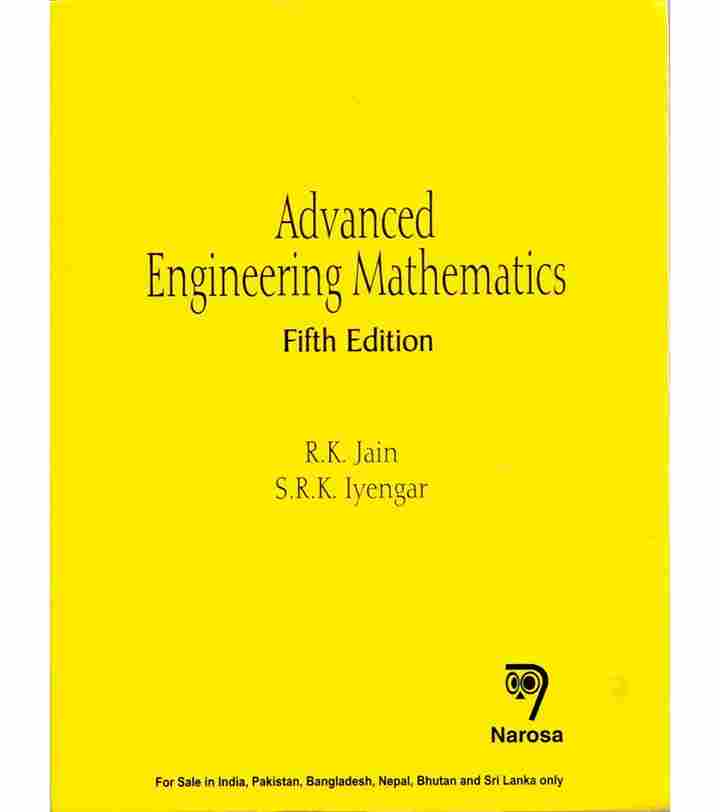 Advanced
Engineering Mathematics
Fifth Edition
R.K. Jain
S.R.K. Iyengar
Narosa
For Sale in India, Pakistan, Bangladesh, Nepal, Bhutan and Sri Lanka only